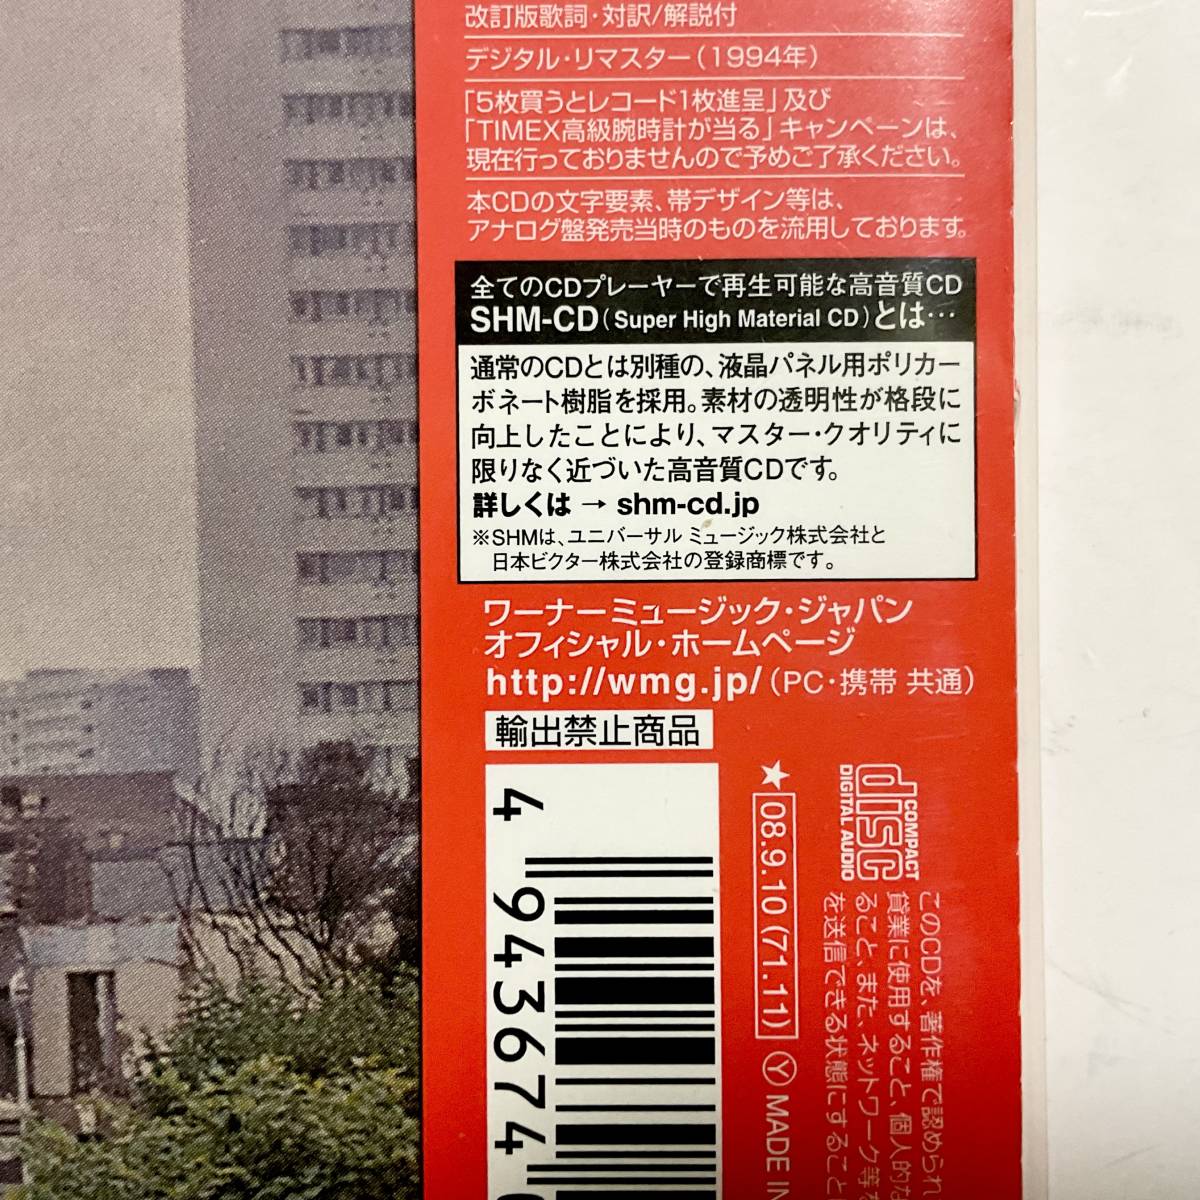 改訂版歌詞・対訳/解説付
デジタル・リマスター(1994年)
「5枚買うとレコード1枚進呈」及び
「TIMEX高級腕時計が当る」キャンペーンは、
現在行っておりませんので予めご了承ください。
本CDの文字要素、帯デザイン等は、
アナログ盤発売当時のものを流用しております。
全てのCDプレーヤーで再生可能な高音質CD
SHM-CD(Super High Material CD)とは…
通常のCDとは別種の、液晶パネル用ポリカー
ボネート樹脂を採用。素材の透明性が格段に
向上したことにより、マスター・クオリティに
限りなく近づいた高音質CDです。
詳しくは → shm-cd.jp
※SHMは、ユニバーサル ミュージック株式会社と
日本ビクター株式会社の登録商標です。
ワーナーミュージック・ジャパン
オフィシャル・ホームページ
http://wmg.jp/(PC・携帯 共通)
輸出禁止商品
4 943674
★08.9.10(71.11) Ⓨ MADE IN
COMPACT
disc
DIGITAL AUDIO
このCDを、著作権で認められ
貸業に使用すること、個人的な
ること、また、ネットワーク等を
を送信できる状態にすること